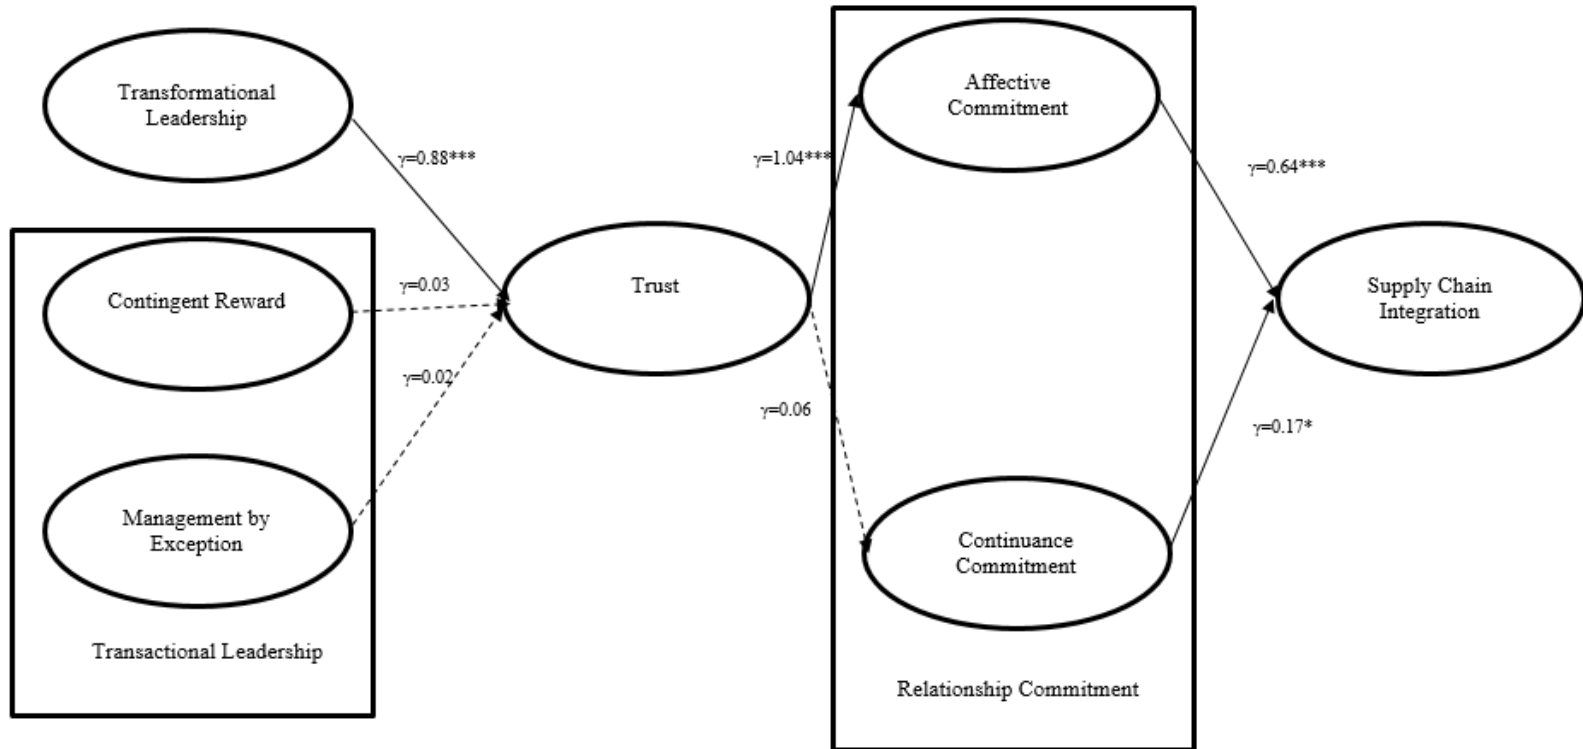 Transformational
Leadership
γ=0.88***
Contingent Reward
γ=0.03
γ=0.02
Management by
Exception
Transactional Leadership
Trust
γ=1.04***
γ=0.06
Affective
Commitment
Continuance
Commitment
Relationship Commitment
γ=0.64***
γ=0.17*
Supply Chain
Integration